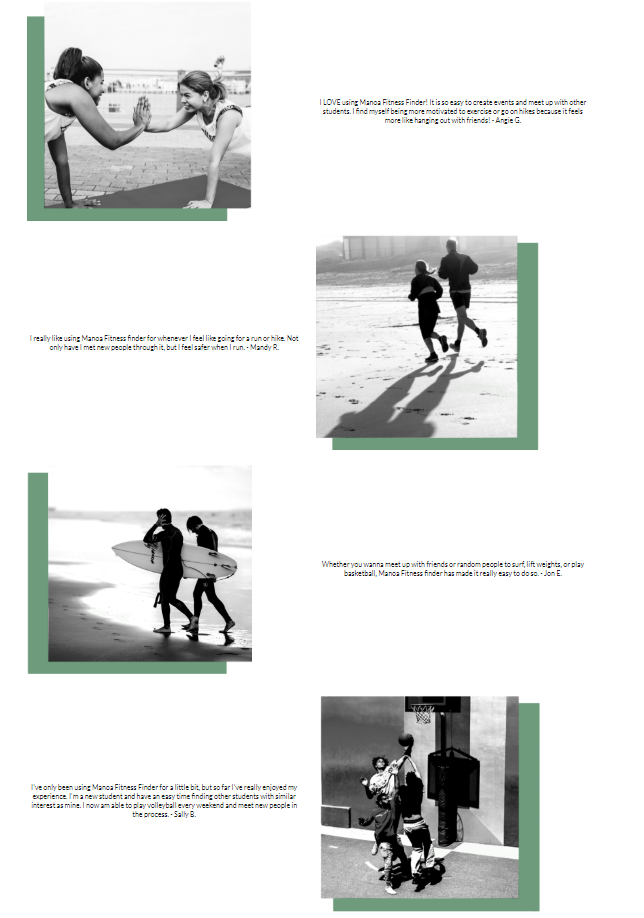 I LOVE using Manoa Fitness Finder! It is so easy to create events and meet up with other
students. I find myself being more motivated to exercise or go on hikes because it feels
more like hanging out with friends! - Angie G.
I really like using Manoa Fitness finder for whenever I feel like going for a run or hike. Not
only have I met new people through it, but I feel safer when I run. - Mandy R.
Whether you wanna meet up with friends or random people to surf, lift weights, or play
basketball, Manoa Fitness finder has made it really easy to do so. - Jon E.
I've only been using Manoa Fitness Finder for a little bit, but so far I've really enjoyed my
experience. I'm a new student and have an easy time finding other students with similar
interest as mine. I now am able to play volleyball every weekend and meet new people in
the process. - Sally B.